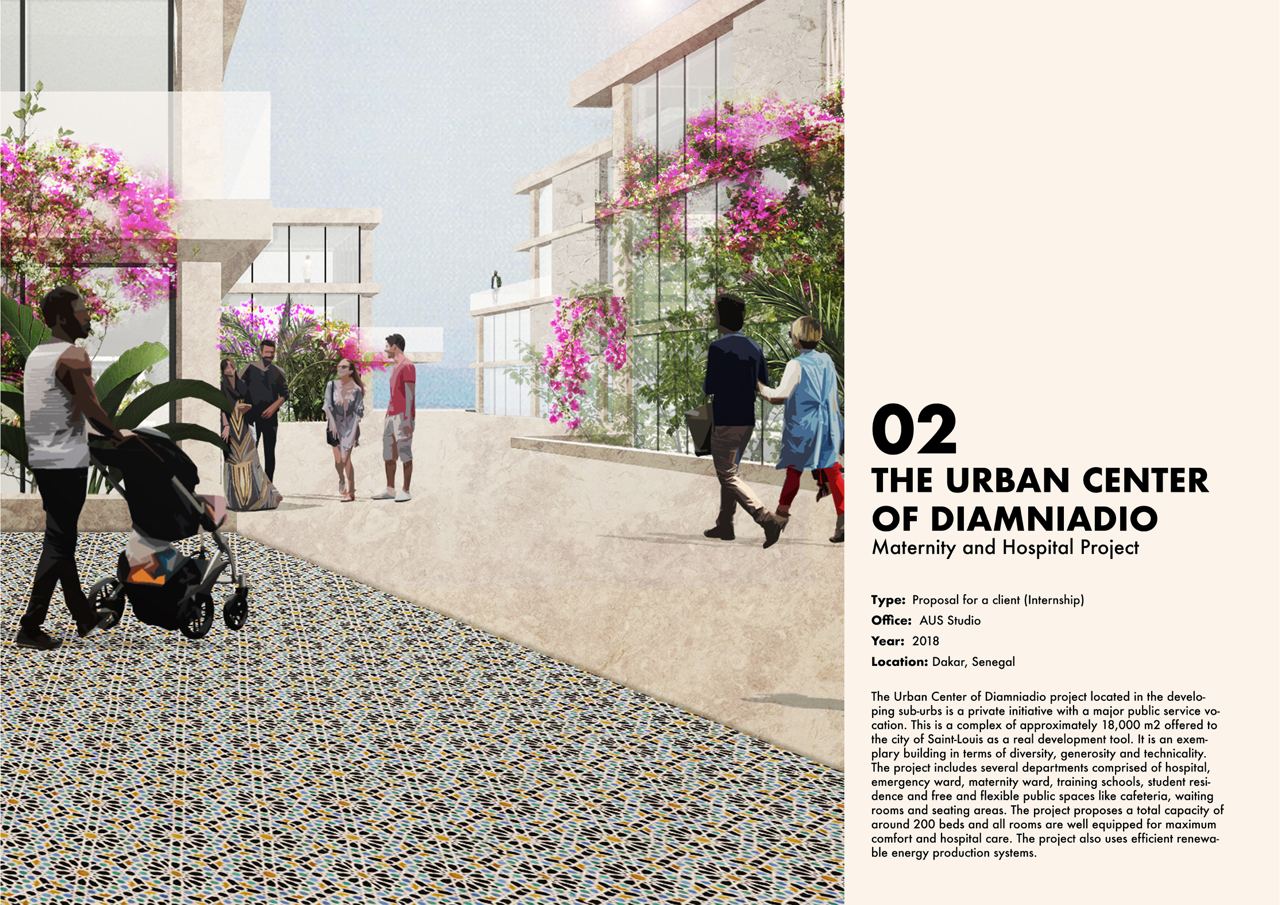 02
THE URBAN CENTER
OF DIAMNIADIO
Maternity and Hospital Project
Type: Proposal for a client (Internship)
Office: AUS Studio
Year: 2018
Location: Dakar, Senegal
The Urban Center of Diamniadio project located in the develo-
ping sub-urbs is a private initiative with a major public service vo-
cation. This is a complex of approximately 18,000 m2 offered to
the city of Saint-Louis as a real development tool. It is an exem-
plary building in terms of diversity, generosity and technicality.
The project includes several departments comprised of hospital,
emergency ward, maternity ward, training schools, student resi-
dence and free and flexible public spaces like cafeteria, waiting
rooms and seating areas. The project proposes a total capacity of
around 200 beds and all rooms are well equipped for maximum
comfort and hospital care. The project also uses efficient renewa-
ble energy production systems.